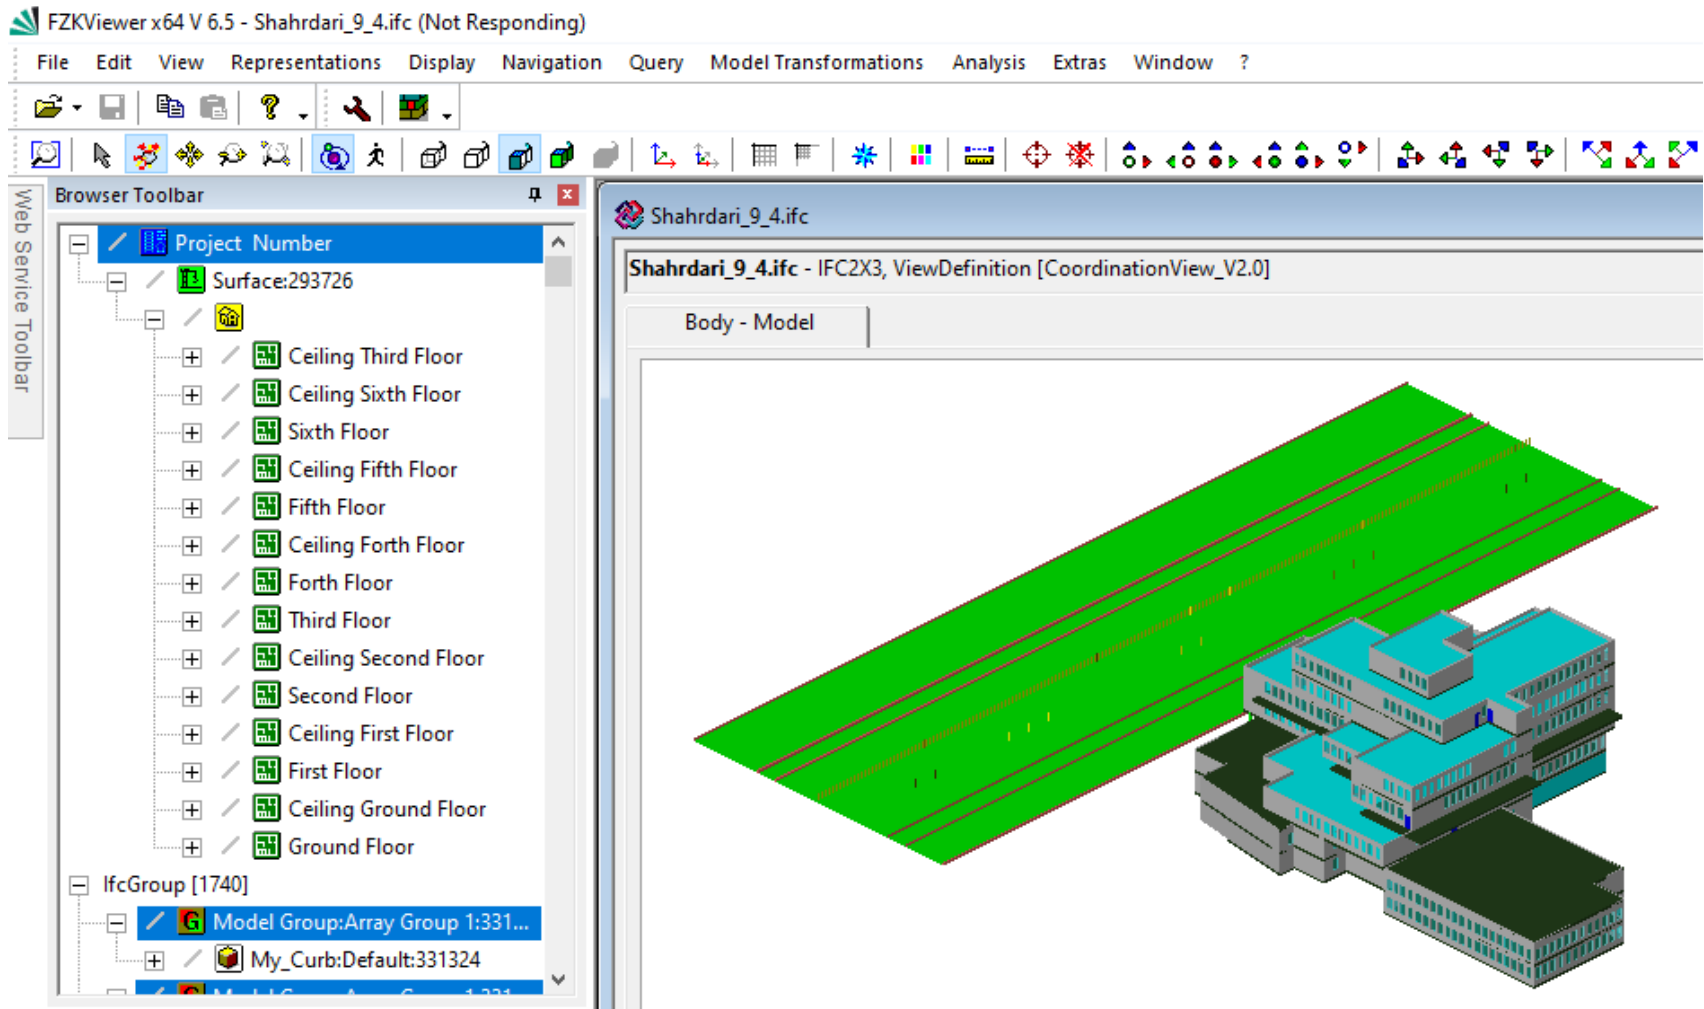 FZKViewer x64 V 6.5 - Shahrdari_9_4.ifc (Not Responding)
File Edit View Representations Display Navigation Query Model Transformations Analysis Extras Window ?
Web Service Toolbar
Browser Toolbar
Project Number
Surface:293726
Ceiling Third Floor
Ceiling Sixth Floor
Sixth Floor
Ceiling Fifth Floor
Fifth Floor
Ceiling Forth Floor
Forth Floor
Third Floor
Ceiling Second Floor
Second Floor
Ceiling First Floor
First Floor
Ceiling Ground Floor
Ground Floor
IfcGroup [1740]
Model Group:Array Group 1:331...
My_Curb:Default:331324
Shahrdari_9_4.ifc
Shahrdari_9_4.ifc - IFC2X3, ViewDefinition [CoordinationView_V2.0]
Body - Model